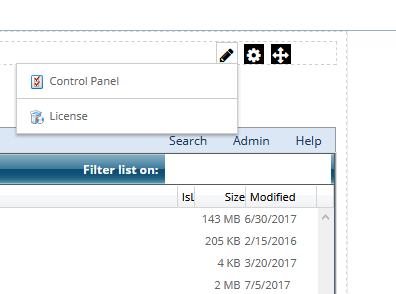 Control Panel
License
Search Admin Help
Filter list on:
IsL Size Modified
143 MB 6/30/2017
205 KB 2/15/2016
4 KB 3/20/2017
2 MB 7/5/2017